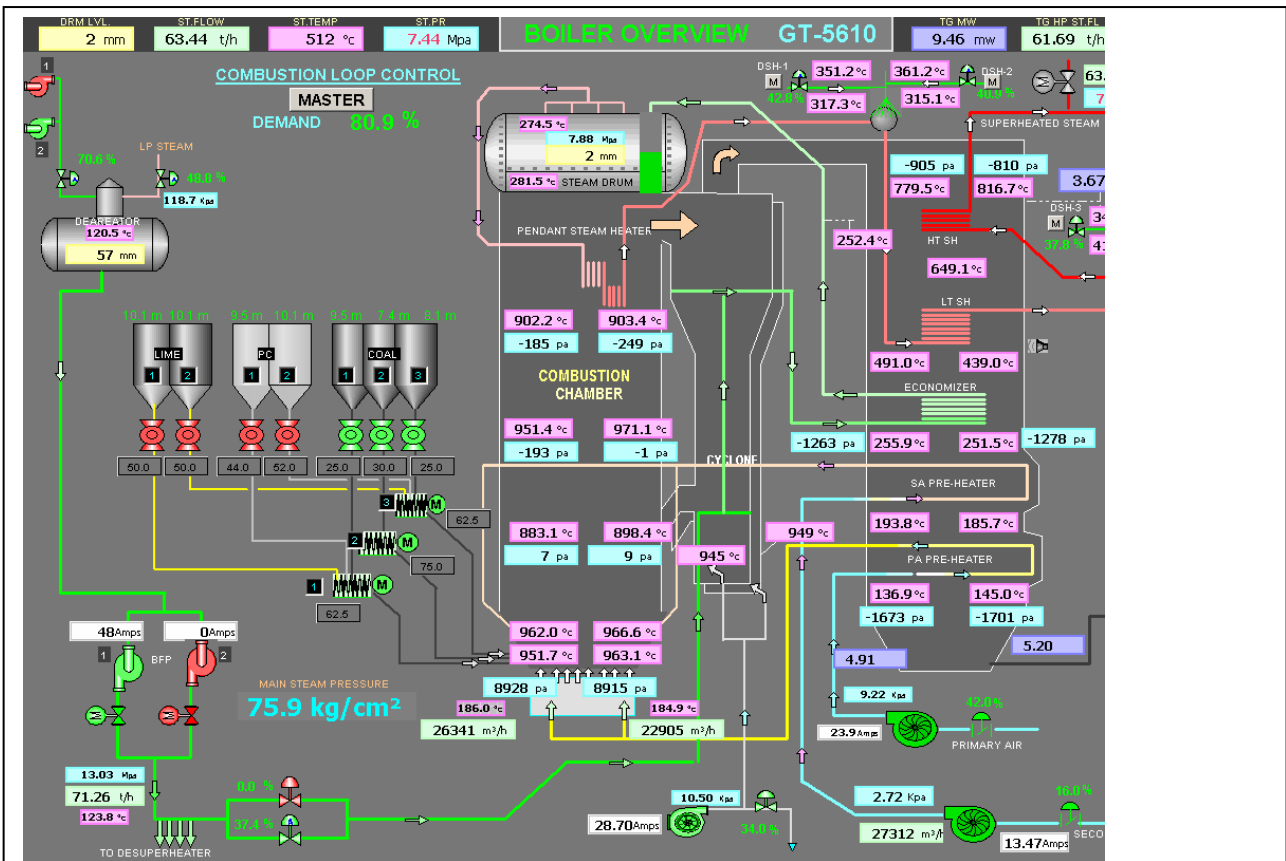 DRM LVL. ST.FLOW ST.TEMP ST.PR BOILER OVERVIEW GT-5610 TG MW TG HP ST.FL
2 mm 63.44 t/h 512 °c 7.44 Mpa 9.46 mw 61.69 t/h
1
2
COMBUSTION LOOP CONTROL
MASTER
DEMAND 80.9 %
DSH-1 M 351.2°c 361.2°c DSH-2 M
42.8 % 317.3°c 315.1°c 40.9 %
M 63.
7
SUPERHEATED STEAM
LP STEAM
70.6 % 48.8 %
118.7 Kpa
DEAREATOR
120.5 °c
57 mm
274.5 °c
7.88 Mpa
2 mm
281.5 °c STEAM DRUM
PENDANT STEAM HEATER
-905 pa -810 pa
779.5 °c 816.7 °c
3.67
DSH-3
M 34
37.8 % 41
252.4 °c
HT SH
649.1 °c
LT SH
491.0 °c 439.0 °c
ECONOMIZER
-1263 pa 255.9 °c 251.5 °c -1278 pa
10.1 m 10.1 m 9.5 m 10.1 m 9.5 m 7.4 m 8.1 m
LIME PC COAL
1 2 1 2 1 2 3
50.0 50.0 44.0 52.0 25.0 30.0 25.0
3 M 62.5
2 M 75.0
1 M 62.5
902.2 °c 903.4 °c
-185 pa -249 pa
COMBUSTION
CHAMBER
951.4 °c 971.1 °c
-193 pa -1 pa
CYCLONE
883.1 °c 898.4 °c
7 pa 9 pa
945 °c 949 °c
SA PRE-HEATER
193.8 °c 185.7 °c
PA PRE-HEATER
136.9 °c 145.0 °c
-1673 pa -1701 pa
4.91 5.20
962.0 °c 966.6 °c
951.7 °c 963.1 °c
8928 pa 8915 pa
186.0 °c 184.9 °c
26341 m³/h 22905 m³/h
48Amps 0Amps
1 BFP 2
M M
MAIN STEAM PRESSURE
75.9 kg/cm²
9.22 Kpa 42.0 %
23.9Amps
PRIMARY AIR
13.03 Mpa
71.26 t/h
123.8 °c
0.0 %
37.4 %
TO DESUPERHEATER
10.50 Kpa
28.70Amps 34.0 %
2.72 Kpa 16.0 %
27312 m³/h 13.47Amps SECO